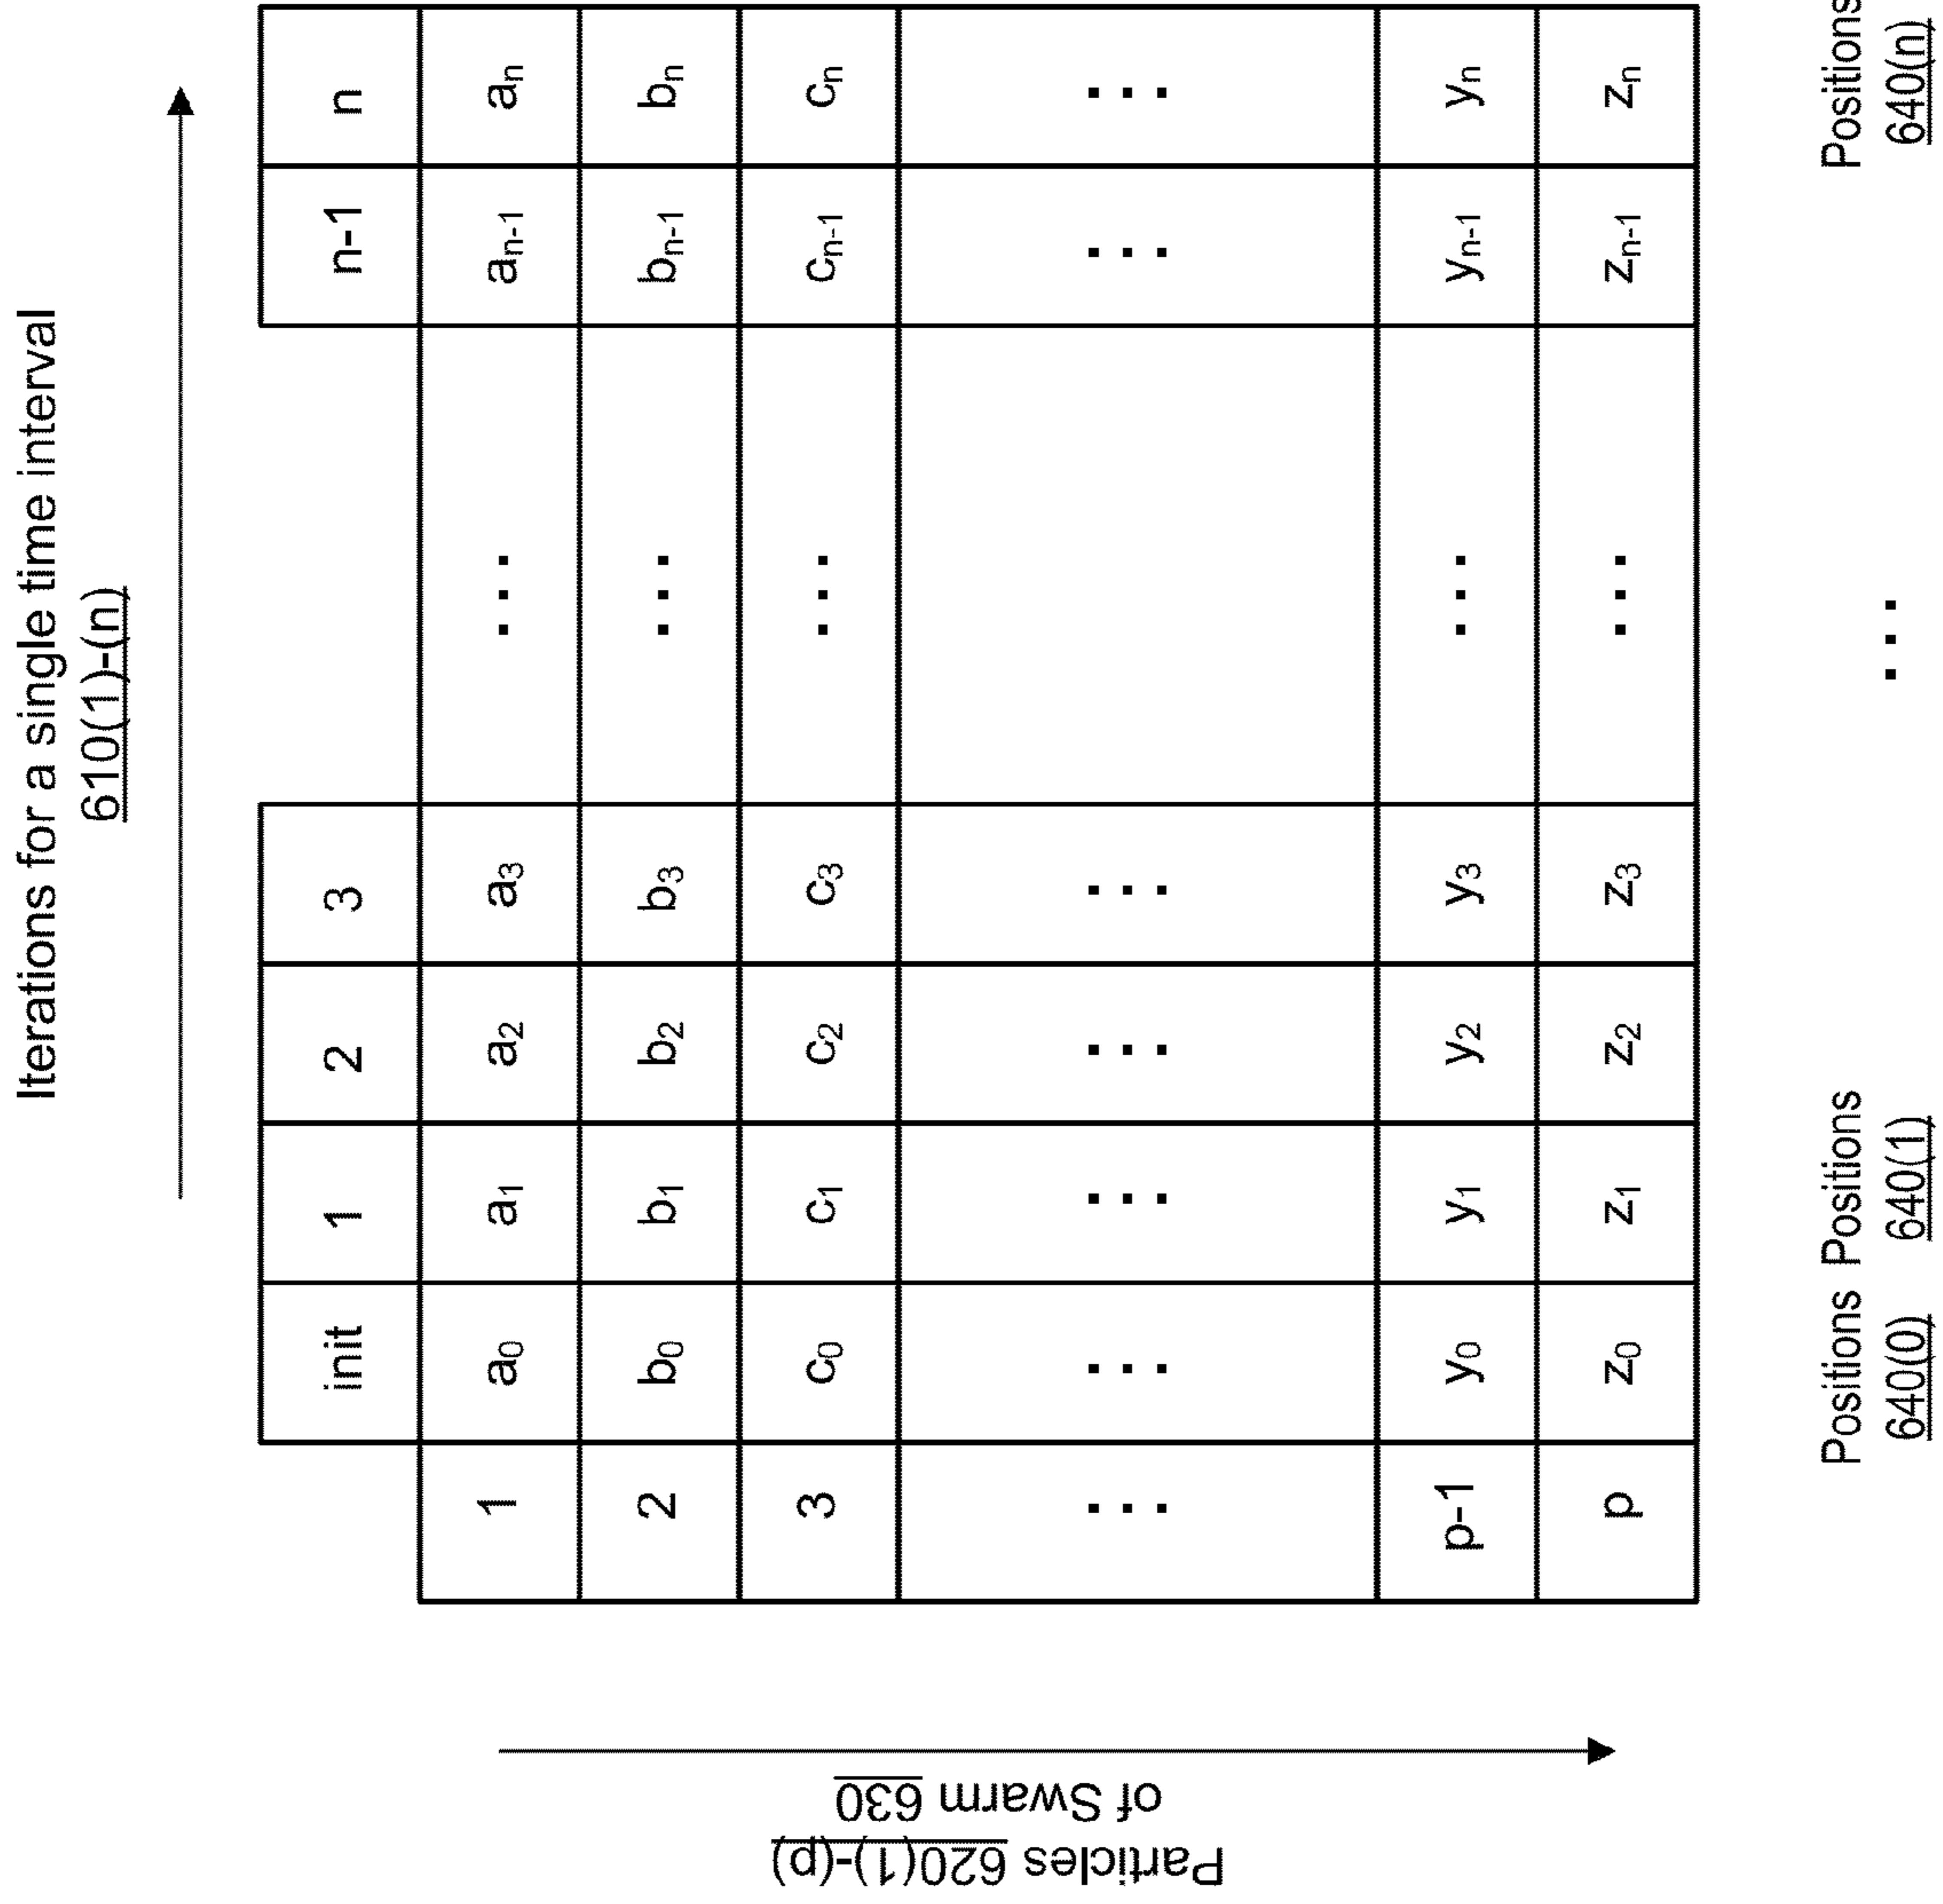 Iterations for a single time interval
610(1)-(n)
init 1 2 3 n-1 n
1 a₀ a₁ a₂ a₃ ... aₙ₋₁ aₙ
2 b₀ b₁ b₂ b₃ ... bₙ₋₁ bₙ
3 c₀ c₁ c₂ c₃ ... cₙ₋₁ cₙ
... ... ... ... ... ... ...
p-1 y₀ y₁ y₂ y₃ ... yₙ₋₁ yₙ
p z₀ z₁ z₂ z₃ ... zₙ₋₁ zₙ
Particles 620(1)-(p)
of Swarm 630
Positions Positions ... Positions
640(0) 640(1) 640(n)